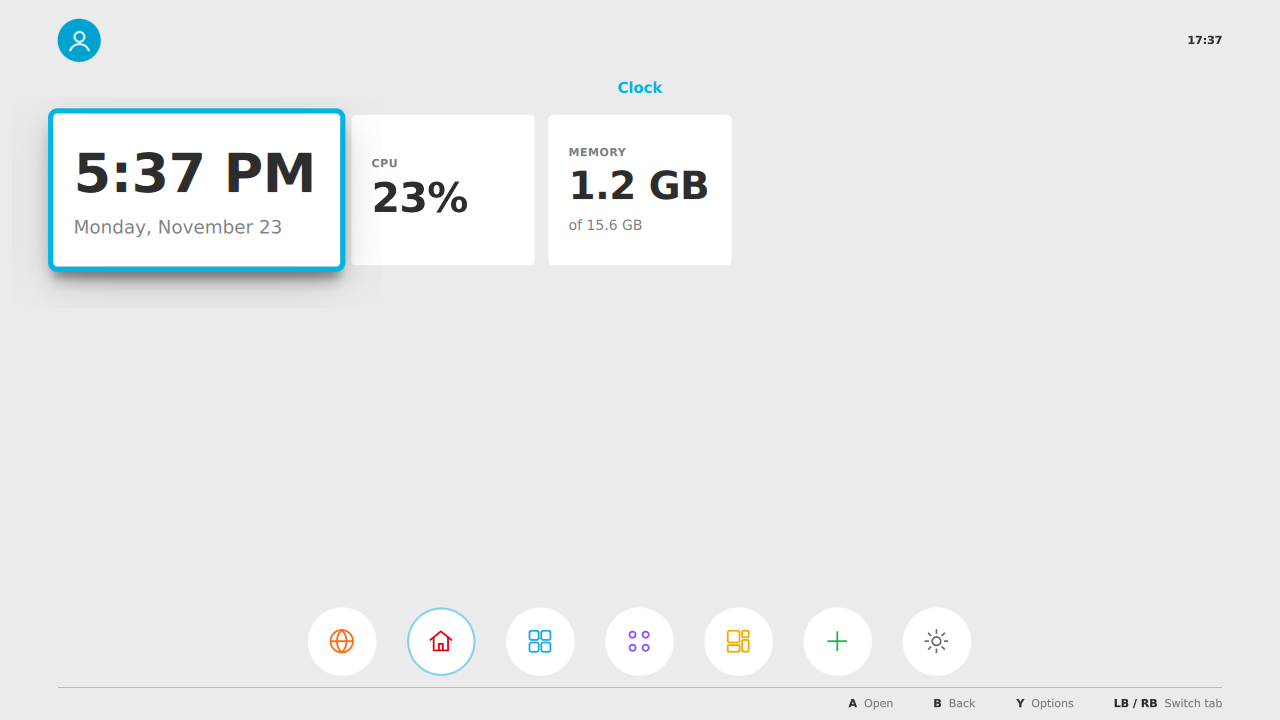 17:37
Clock
5:37 PM
Monday, November 23
CPU
23%
MEMORY
1.2 GB
of 15.6 GB
A Open B Back Y Options LB / RB Switch tab